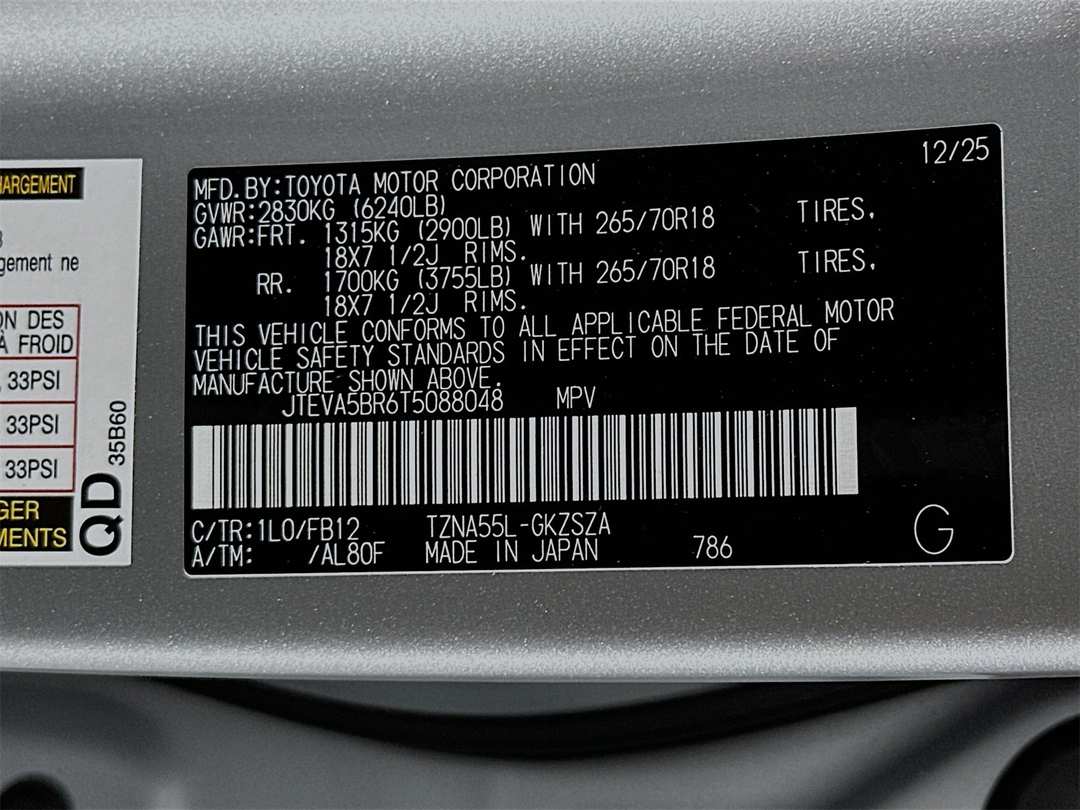 HARGEMENT
gement ne
ON DES
À FROID
33PSI
33PSI
33PSI
GER
MENTS
QD
35B60
12/25
MFD.BY:TOYOTA MOTOR CORPORATION
GVWR:2830KG (6240LB)
GAWR:FRT. 1315KG (2900LB) WITH 265/70R18 TIRES,
18X7 1/2J RIMS.
RR. 1700KG (3755LB) WITH 265/70R18 TIRES,
18X7 1/2J RIMS.
THIS VEHICLE CONFORMS TO ALL APPLICABLE FEDERAL MOTOR
VEHICLE SAFETY STANDARDS IN EFFECT ON THE DATE OF
MANUFACTURE SHOWN ABOVE.
JTEVA5BR6T5088048 MPV
C/TR:1L0/FB12 TZNA55L-GKZSZA
A/TM: /AL80F MADE IN JAPAN 786
G